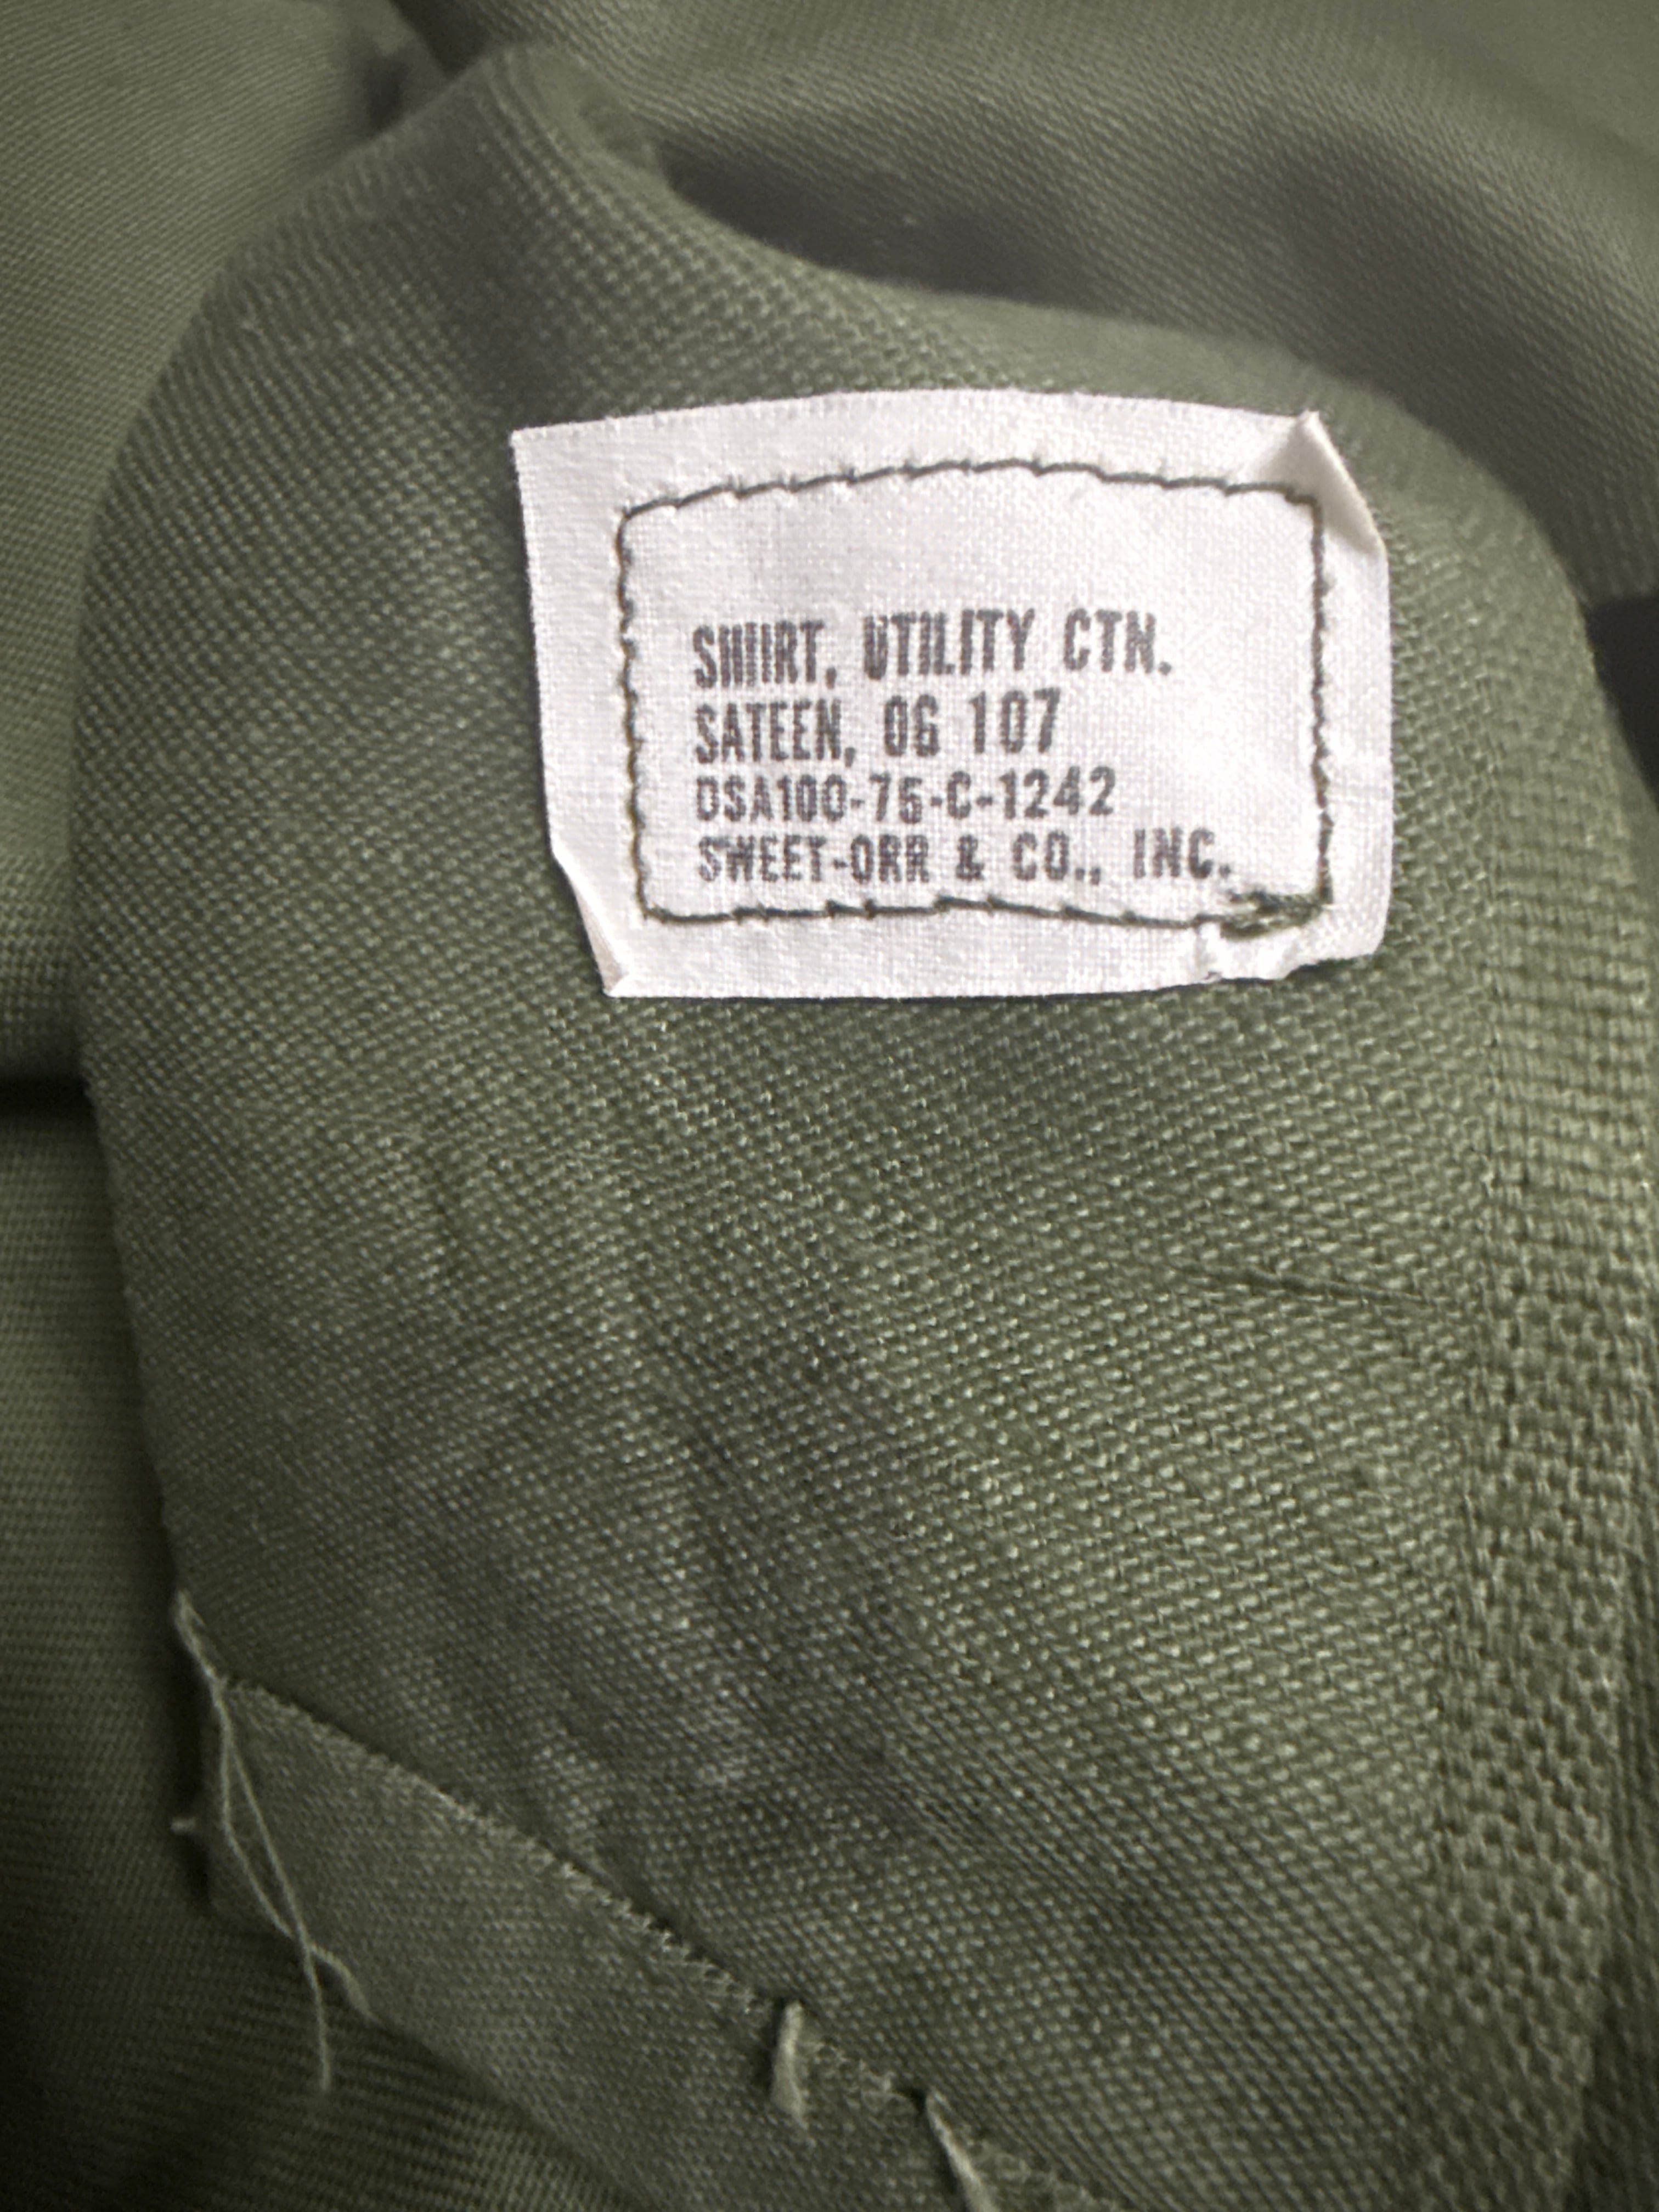 SHIRT, UTILITY CTN.
SATEEN, OG 107
DSA100-75-C-1242
SWEET-ORR & CO., INC.